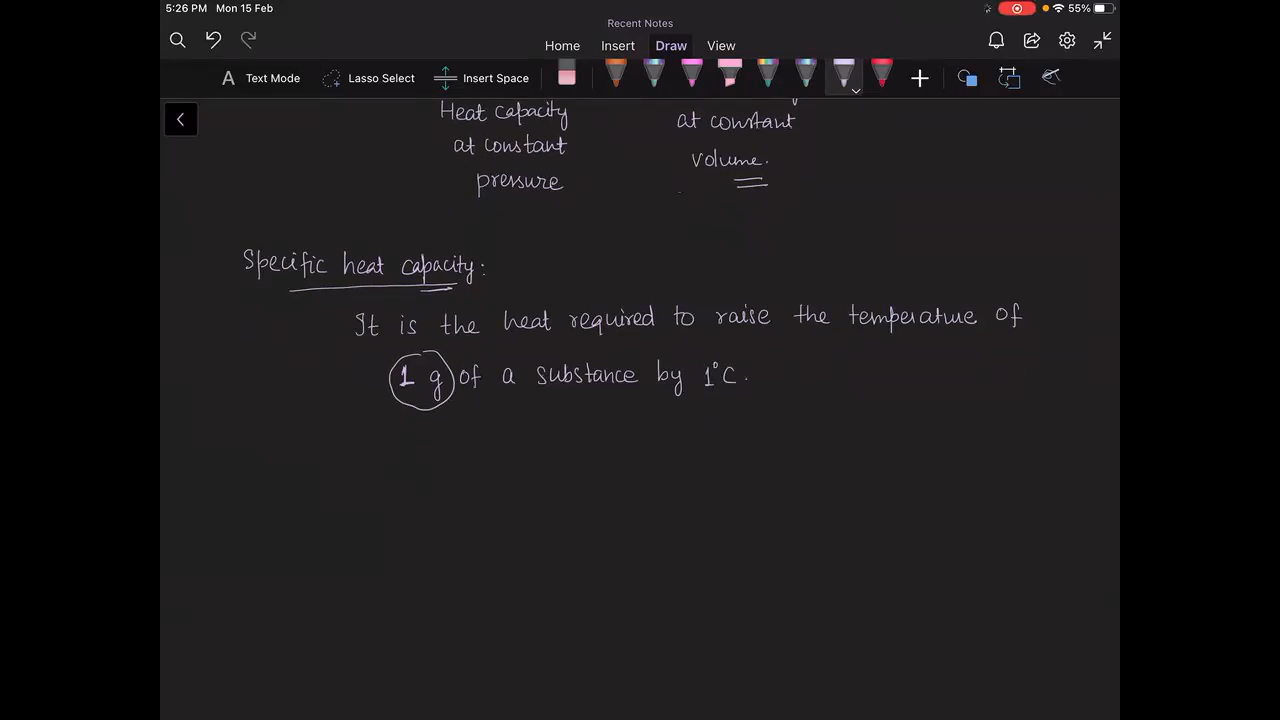 5:26 PM Mon 15 Feb
55%
Recent Notes
Home Insert Draw View
Text Mode Lasso Select Insert Space
Heat capacity
at constant
pressure
at constant
volume.
Specific heat capacity:
It is the heat required to raise the temperature of
1 g of a substance by 1°C.